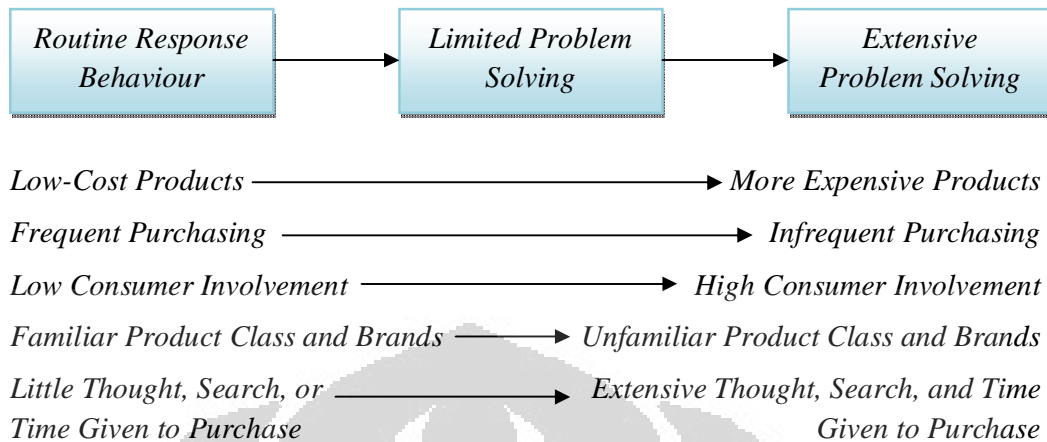 Routine Response
Behaviour
Limited Problem
Solving
Extensive
Problem Solving
Low-Cost Products
More Expensive Products
Frequent Purchasing
Infrequent Purchasing
Low Consumer Involvement
High Consumer Involvement
Familiar Product Class and Brands
Unfamiliar Product Class and Brands
Little Thought, Search, or
Time Given to Purchase
Extensive Thought, Search, and Time
Given to Purchase